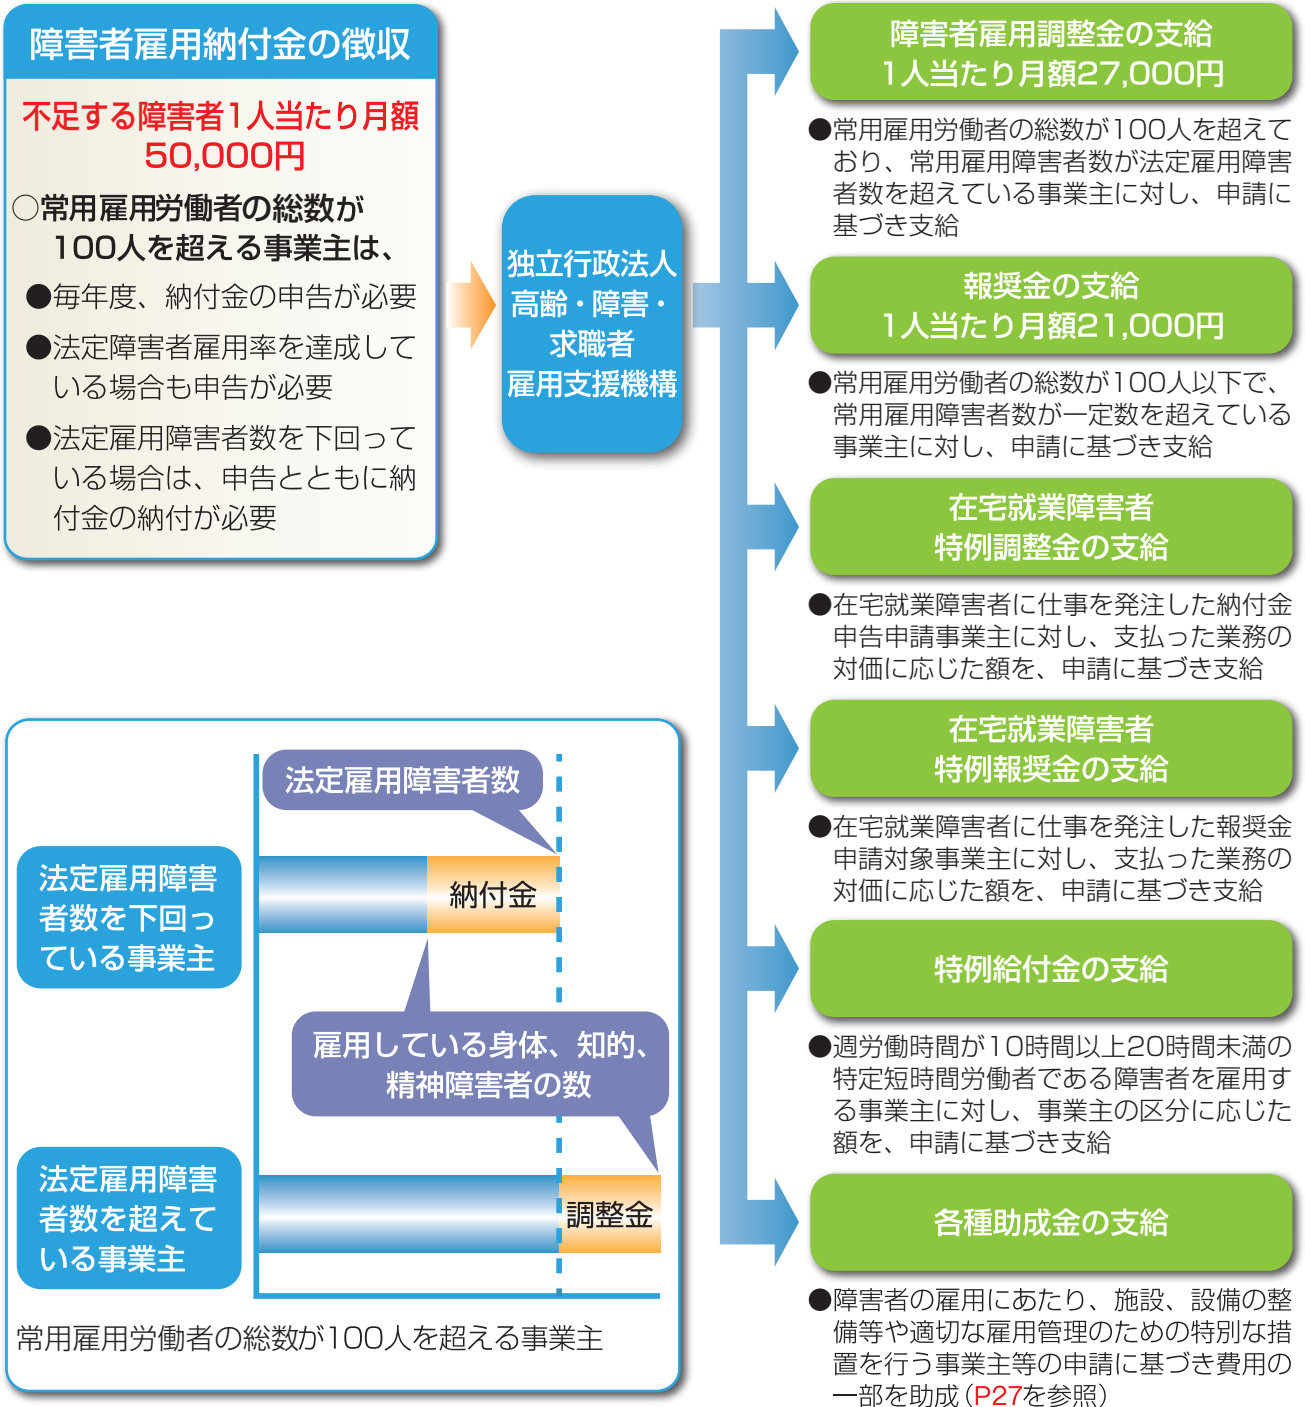 障害者雇用納付金の徴収
不足する障害者1人当たり月額
50,000円
○常用雇用労働者の総数が
100人を超える事業主は、
●毎年度、納付金の申告が必要
●法定障害者雇用率を達成して
いる場合も申告が必要
●法定雇用障害者数を下回って
いる場合は、申告とともに納
付金の納付が必要
独立行政法人
高齢・障害・
求職者
雇用支援機構
障害者雇用調整金の支給
1人当たり月額27,000円
●常用雇用労働者の総数が100人を超えて
おり、常用雇用障害者数が法定雇用障害
者数を超えている事業主に対し、申請に
基づき支給
報奨金の支給
1人当たり月額21,000円
●常用雇用労働者の総数が100人以下で、
常用雇用障害者数が一定数を超えている
事業主に対し、申請に基づき支給
在宅就業障害者
特例調整金の支給
●在宅就業障害者に仕事を発注した納付金
申告申請事業主に対し、支払った業務の
対価に応じた額を、申請に基づき支給
在宅就業障害者
特例報奨金の支給
●在宅就業障害者に仕事を発注した報奨金
申請対象事業主に対し、支払った業務の
対価に応じた額を、申請に基づき支給
特例給付金の支給
●週労働時間が10時間以上20時間未満の
特定短時間労働者である障害者を雇用す
る事業主に対し、事業主の区分に応じた
額を、申請に基づき支給
各種助成金の支給
●障害者の雇用にあたり、施設、設備の整
備等や適切な雇用管理のための特別な措
置を行う事業主等の申請に基づき費用の
一部を助成（P27を参照）
法定雇用障害者数
法定雇用障害
者数を下回っ
ている事業主
納付金
雇用している身体、知的、
精神障害者の数
法定雇用障害
者数を超えて
いる事業主
調整金
常用雇用労働者の総数が100人を超える事業主